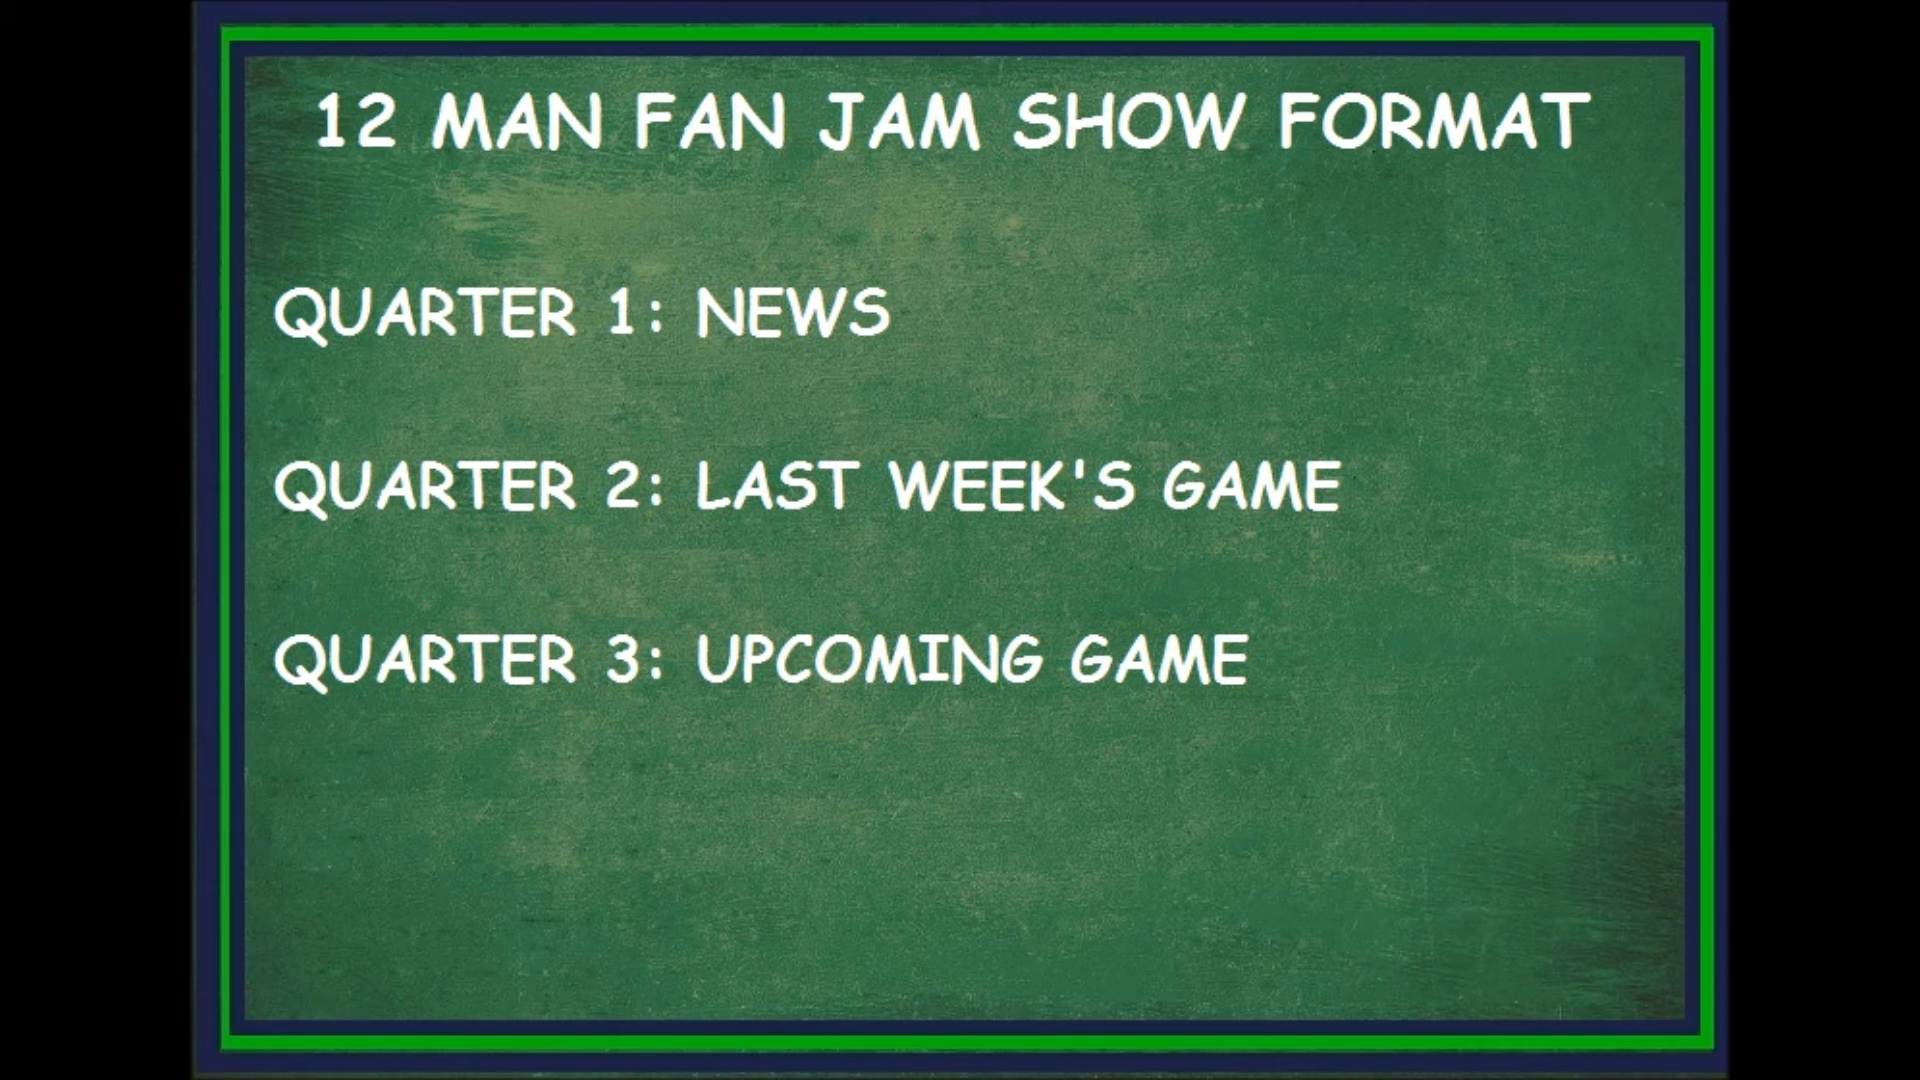 12 MAN FAN JAM SHOW FORMAT
QUARTER 1: NEWS
QUARTER 2: LAST WEEK'S GAME
QUARTER 3: UPCOMING GAME